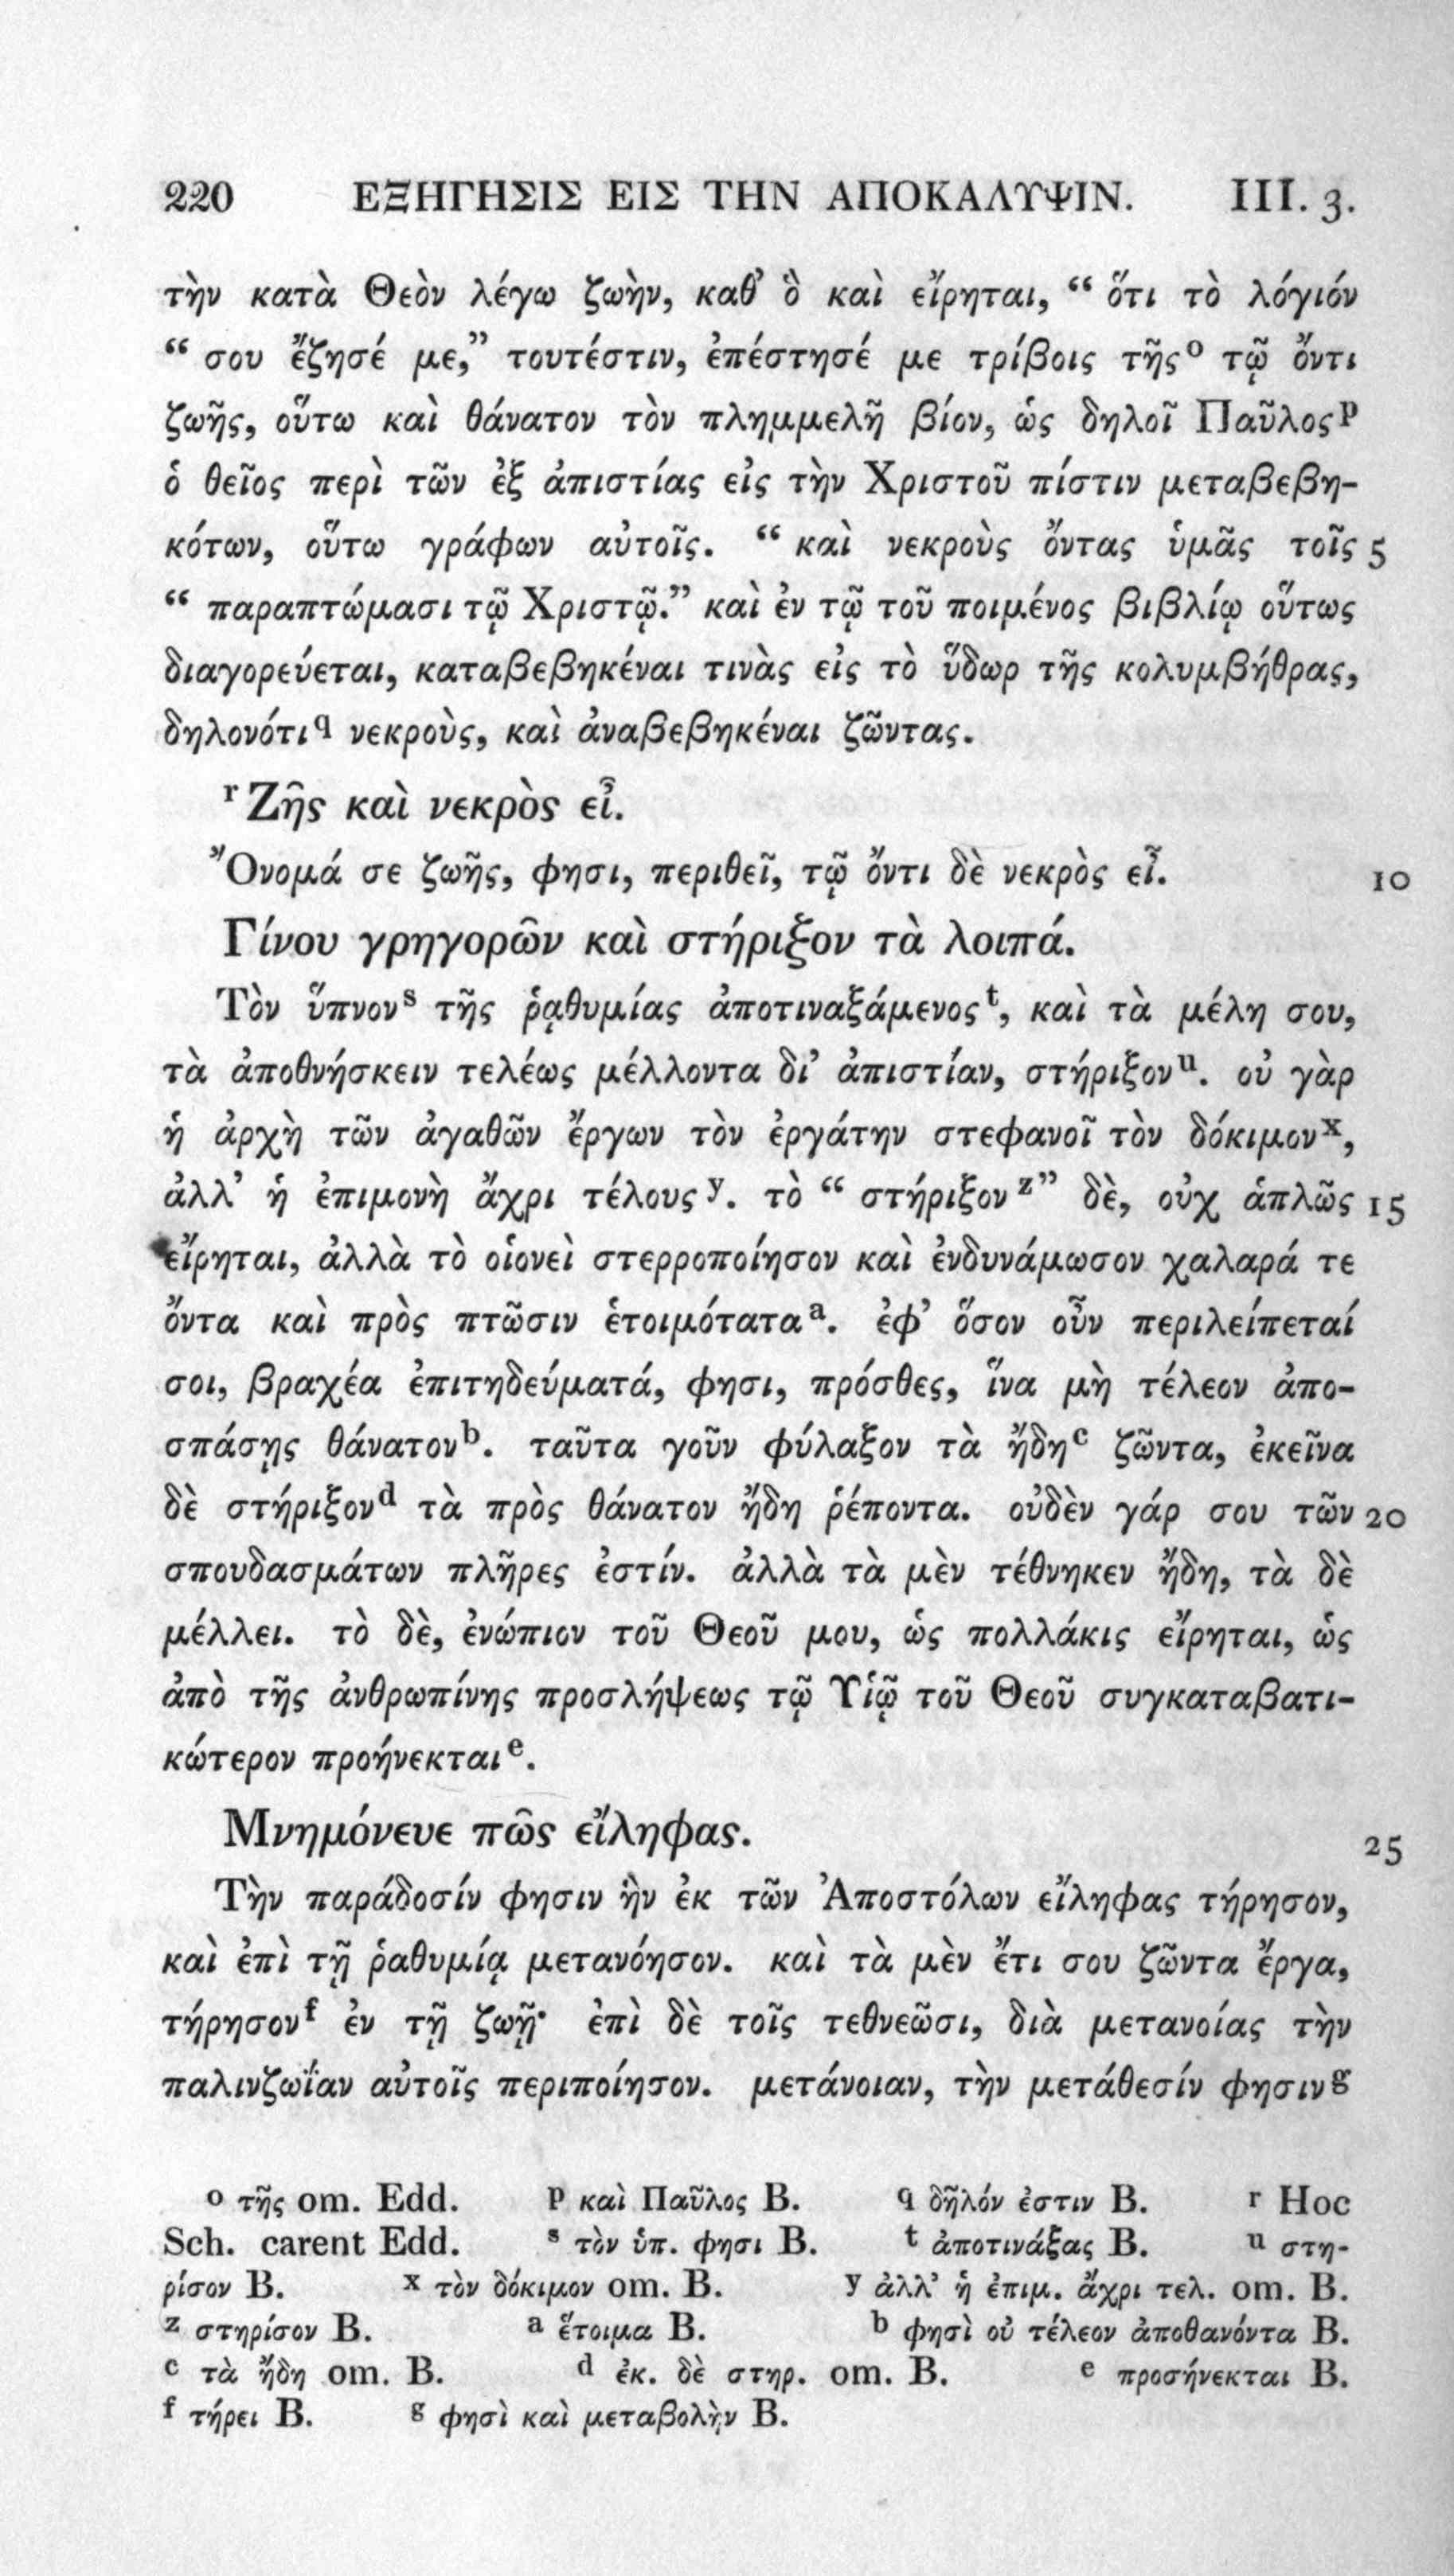 220 ΕΞΗΓΗΣΙΣ ΕΙΣ ΤΗΝ ΑΠΟΚΑΛΥΨΙΝ. III. 3.
τὴν κατὰ Θεὸν λέγω ζωὴν, καθ’ ὃ καὶ εἴρηται, “ ὅτι τὸ λόγιόν
“ σου ἔζησέ με,” τουτέστιν, ἐπέστησέ με τρίβοις τῆς ᵒ τῷ ὄντι
ζωῆς, οὕτω καὶ θάνατον τὸν πλημμελῆ βίον, ὡς δηλοῖ Παῦλος ᵖ
ὁ θεῖος περὶ τῶν ἐξ ἀπιστίας εἰς τὴν Χριστοῦ πίστιν μεταβεβη-
κότων, οὕτω γράφων αὐτοῖς. “ καὶ νεκροὺς ὄντας ὑμᾶς τοῖς 5
“ παραπτώμασι τῷ Χριστῷ.” καὶ ἐν τῷ τοῦ ποιμένος βιβλίῳ οὕτως
διαγορεύεται, καταβεβηκέναι τινὰς εἰς τὸ ὕδωρ τῆς κολυμβήθρας,
δηλονότι q νεκροὺς, καὶ ἀναβεβηκέναι ζῶντας.
ʳ Ζῇς καὶ νεκρὸς εἶ.
Ὄνομά σε ζωῆς, φησι, περιθεῖ, τῷ ὄντι δὲ νεκρὸς εἶ. 10
Γίνου γρηγορῶν καὶ στήριξον τὰ λοιπά.
Τὸν ὕπνον ˢ τῆς ῥᾳθυμίας ἀποτιναξάμενος ᵗ, καὶ τὰ μέλη σου,
τὰ ἀποθνήσκειν τελέως μέλλοντα δι’ ἀπιστίαν, στήριξον ᵘ. οὐ γὰρ
ἡ ἀρχὴ τῶν ἀγαθῶν ἔργων τὸν ἐργάτην στεφανοῖ τὸν δόκιμον ˣ,
ἀλλ’ ἡ ἐπιμονὴ ἄχρι τέλους ʸ. τὸ “ στήριξον ᶻ” δὲ, οὐχ ἁπλῶς 15
εἴρηται, ἀλλὰ τὸ οἱονεὶ στερροποίησον καὶ ἐνδυνάμωσον χαλαρά τε
ὄντα καὶ πρὸς πτῶσιν ἑτοιμότατα ᵃ. ἐφ’ ὅσον οὖν περιλείπεταί
σοι, βραχέα ἐπιτηδεύματά, φησι, πρόσθες, ἵνα μὴ τέλεον ἀπο-
σπάσῃς θάνατον ᵇ. ταῦτα γοῦν φύλαξον τὰ ἤδη ᶜ ζῶντα, ἐκεῖνα
δὲ στήριξον ᵈ τὰ πρὸς θάνατον ἤδη ῥέποντα. οὐδὲν γάρ σου τῶν 20
σπουδασμάτων πλῆρες ἐστίν. ἀλλὰ τὰ μὲν τέθνηκεν ἤδη, τὰ δὲ
μέλλει. τὸ δὲ, ἐνώπιον τοῦ Θεοῦ μου, ὡς πολλάκις εἴρηται, ὡς
ἀπὸ τῆς ἀνθρωπίνης προσλήψεως τῷ Υἱῷ τοῦ Θεοῦ συγκαταβατι-
κώτερον προήνεκται ᵉ.
Μνημόνευε πῶς εἴληφας. 25
Τὴν παράδοσίν φησιν ἣν ἐκ τῶν Ἀποστόλων εἴληφας τήρησον,
καὶ ἐπὶ τῇ ῥαθυμίᾳ μετανόησον. καὶ τὰ μὲν ἔτι σου ζῶντα ἔργα,
τήρησον ᶠ ἐν τῇ ζωῇ· ἐπὶ δὲ τοῖς τεθνεῶσι, διὰ μετανοίας τὴν
παλινζωΐαν αὐτοῖς περιποίησον. μετάνοιαν, τὴν μετάθεσίν φησιν ᵍ
ᵒ τῆς om. Edd. ᵖ καὶ Παῦλος B. q δῆλόν ἐστιν B. ʳ Hoc
Sch. carent Edd. ˢ τὸν ὑπ. φησι B. ᵗ ἀποτινάξας B. ᵘ στη-
ρίσον B. ˣ τὸν δόκιμον om. B. ʸ ἀλλ’ ἡ ἐπιμ. ἄχρι τελ. om. B.
ᶻ στηρίσον B. ᵃ ἕτοιμα B. ᵇ φησὶ οὐ τέλεον ἀποθανόντα B.
ᶜ τὰ ἤδη om. B. ᵈ ἐκ. δὲ στηρ. om. B. ᵉ προσήνεκται B.
ᶠ τήρει B. ᵍ φησὶ καὶ μεταβολὴν B.